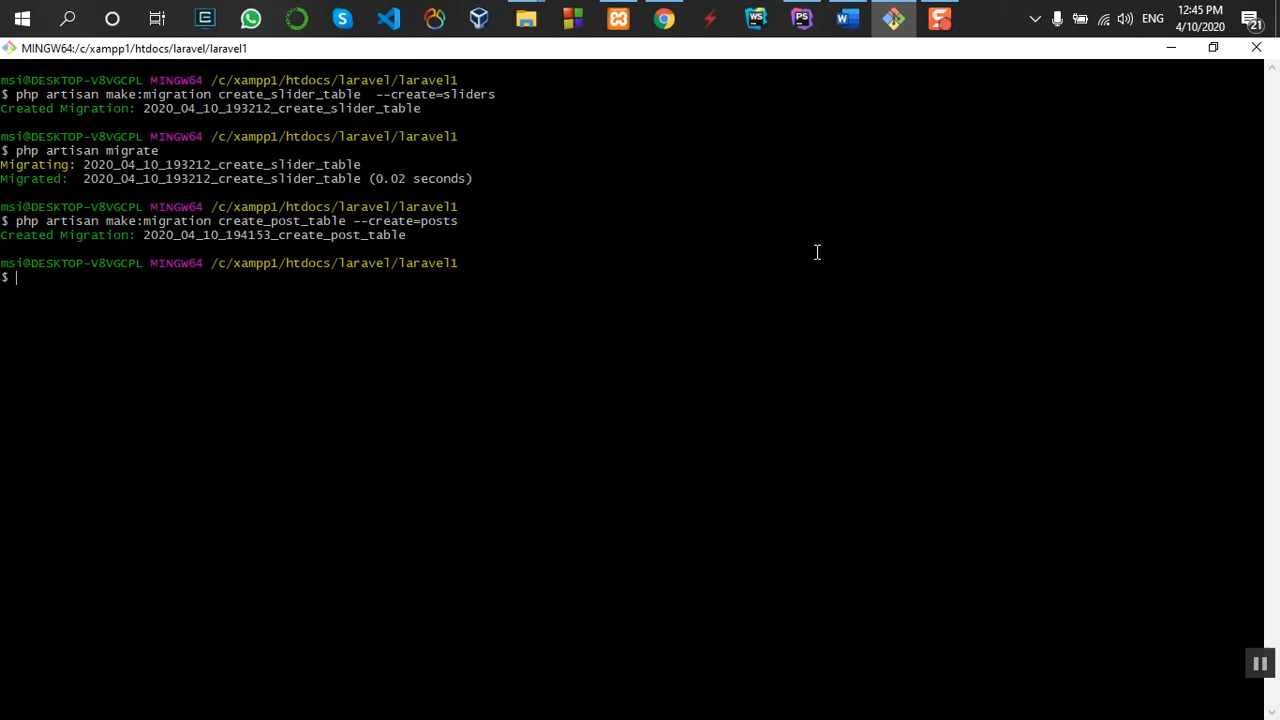 12:45 PM
ENG
4/10/2020
21
MINGW64:/c/xampp1/htdocs/laravel/laravel1
msi@DESKTOP-V8VGCPL MINGW64 /c/xampp1/htdocs/laravel/laravel1
$ php artisan make:migration create_slider_table  --create=sliders
Created Migration: 2020_04_10_193212_create_slider_table
msi@DESKTOP-V8VGCPL MINGW64 /c/xampp1/htdocs/laravel/laravel1
$ php artisan migrate
Migrating: 2020_04_10_193212_create_slider_table
Migrated:  2020_04_10_193212_create_slider_table (0.02 seconds)
msi@DESKTOP-V8VGCPL MINGW64 /c/xampp1/htdocs/laravel/laravel1
$ php artisan make:migration create_post_table --create=posts
Created Migration: 2020_04_10_194153_create_post_table
msi@DESKTOP-V8VGCPL MINGW64 /c/xampp1/htdocs/laravel/laravel1
$